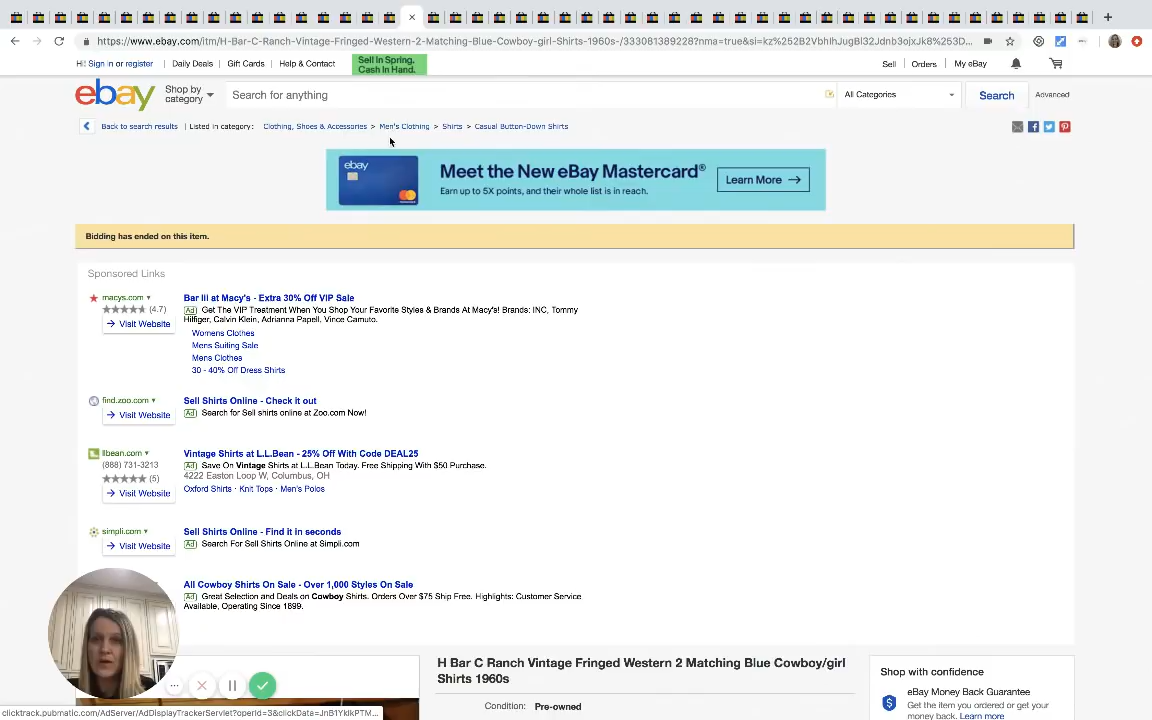 https://www.ebay.com/itm/H-Bar-C-Ranch-Vintage-Fringed-Western-2-Matching-Blue-Cowboy-girl-Shirts-1960s-/333081389228?nma=true&si=kz%252B2VbhIhJugBl32Jdnb3ojxJk8%253D...
Hi! Sign in or register Daily Deals Gift Cards Help & Contact Sell In Spring. Cash In Hand. Sell Orders My eBay
ebay Shop by category Search for anything All Categories Search Advanced
Back to search results Listed in category: Clothing, Shoes & Accessories > Men's Clothing > Shirts > Casual Button-Down Shirts
ebay
Meet the New eBay Mastercard®
Earn up to 5X points, and their whole list is in reach.
Learn More
Bidding has ended on this item.
Sponsored Links
macys.com
(4.7)
Visit Website
Bar III at Macy's - Extra 30% Off VIP Sale
Ad Get The VIP Treatment When You Shop Your Favorite Styles & Brands At Macy's! Brands: INC, Tommy
Hilfiger, Calvin Klein, Adrianna Papell, Vince Camuto.
Womens Clothes
Mens Suiting Sale
Mens Clothes
30 - 40% Off Dress Shirts
find.zoo.com
Visit Website
Sell Shirts Online - Check it out
Ad Search for Sell shirts online at Zoo.com Now!
llbean.com
(888) 731-3213
(5)
Visit Website
Vintage Shirts at L.L.Bean - 25% Off With Code DEAL25
Ad Save On Vintage Shirts at L.L.Bean Today. Free Shipping With $50 Purchase.
4222 Easton Loop W, Columbus, OH
Oxford Shirts · Knit Tops · Men's Polos
simpli.com
Visit Website
Sell Shirts Online - Find it in seconds
Ad Search For Sell Shirts Online at Simpli.com
All Cowboy Shirts On Sale - Over 1,000 Styles On Sale
Ad Great Selection and Deals on Cowboy Shirts. Orders Over $75 Ship Free. Highlights: Customer Service
Available, Operating Since 1899.
H Bar C Ranch Vintage Fringed Western 2 Matching Blue Cowboy/girl
Shirts 1960s
Condition: Pre-owned
Shop with confidence
eBay Money Back Guarantee
Get the item you ordered or get your
money back. Learn more
clicktrack.pubmatic.com/AdServer/AdDisplayTrackerServlet?operId=3&clickData=JnB1YklkPTM...